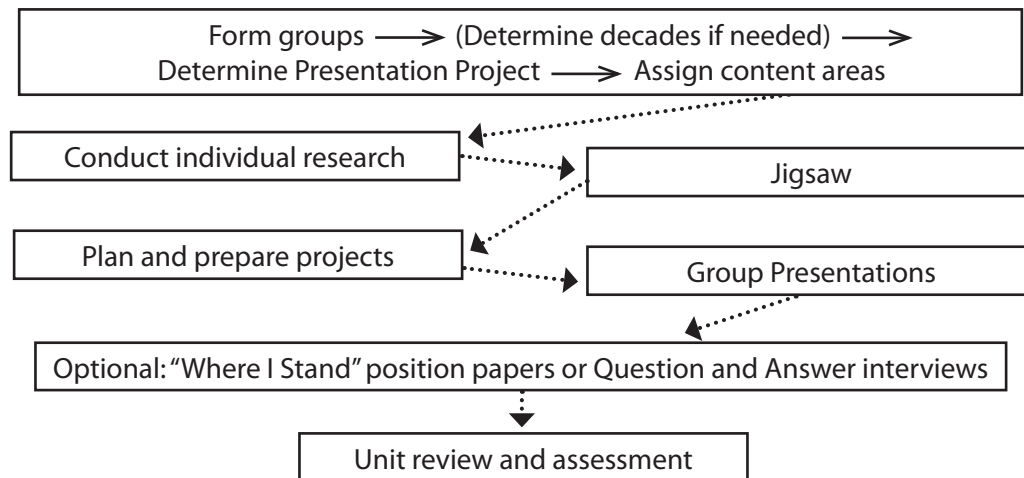 Form groups → (Determine decades if needed) →
Determine Presentation Project → Assign content areas
Conduct individual research
Jigsaw
Plan and prepare projects
Group Presentations
Optional: “Where I Stand” position papers or Question and Answer interviews
Unit review and assessment